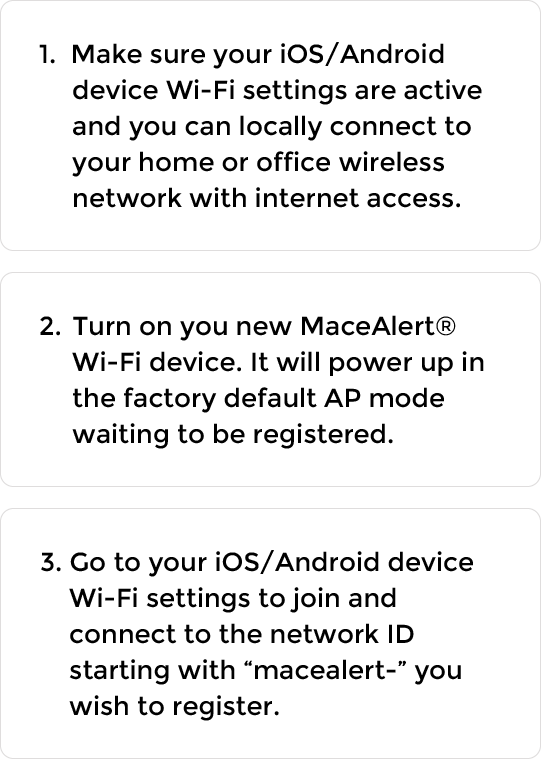 1. Make sure your iOS/Android
device Wi-Fi settings are active
and you can locally connect to
your home or office wireless
network with internet access.
2. Turn on you new MaceAlert®
Wi-Fi device. It will power up in
the factory default AP mode
waiting to be registered.
3. Go to your iOS/Android device
Wi-Fi settings to join and
connect to the network ID
starting with “macealert-” you
wish to register.